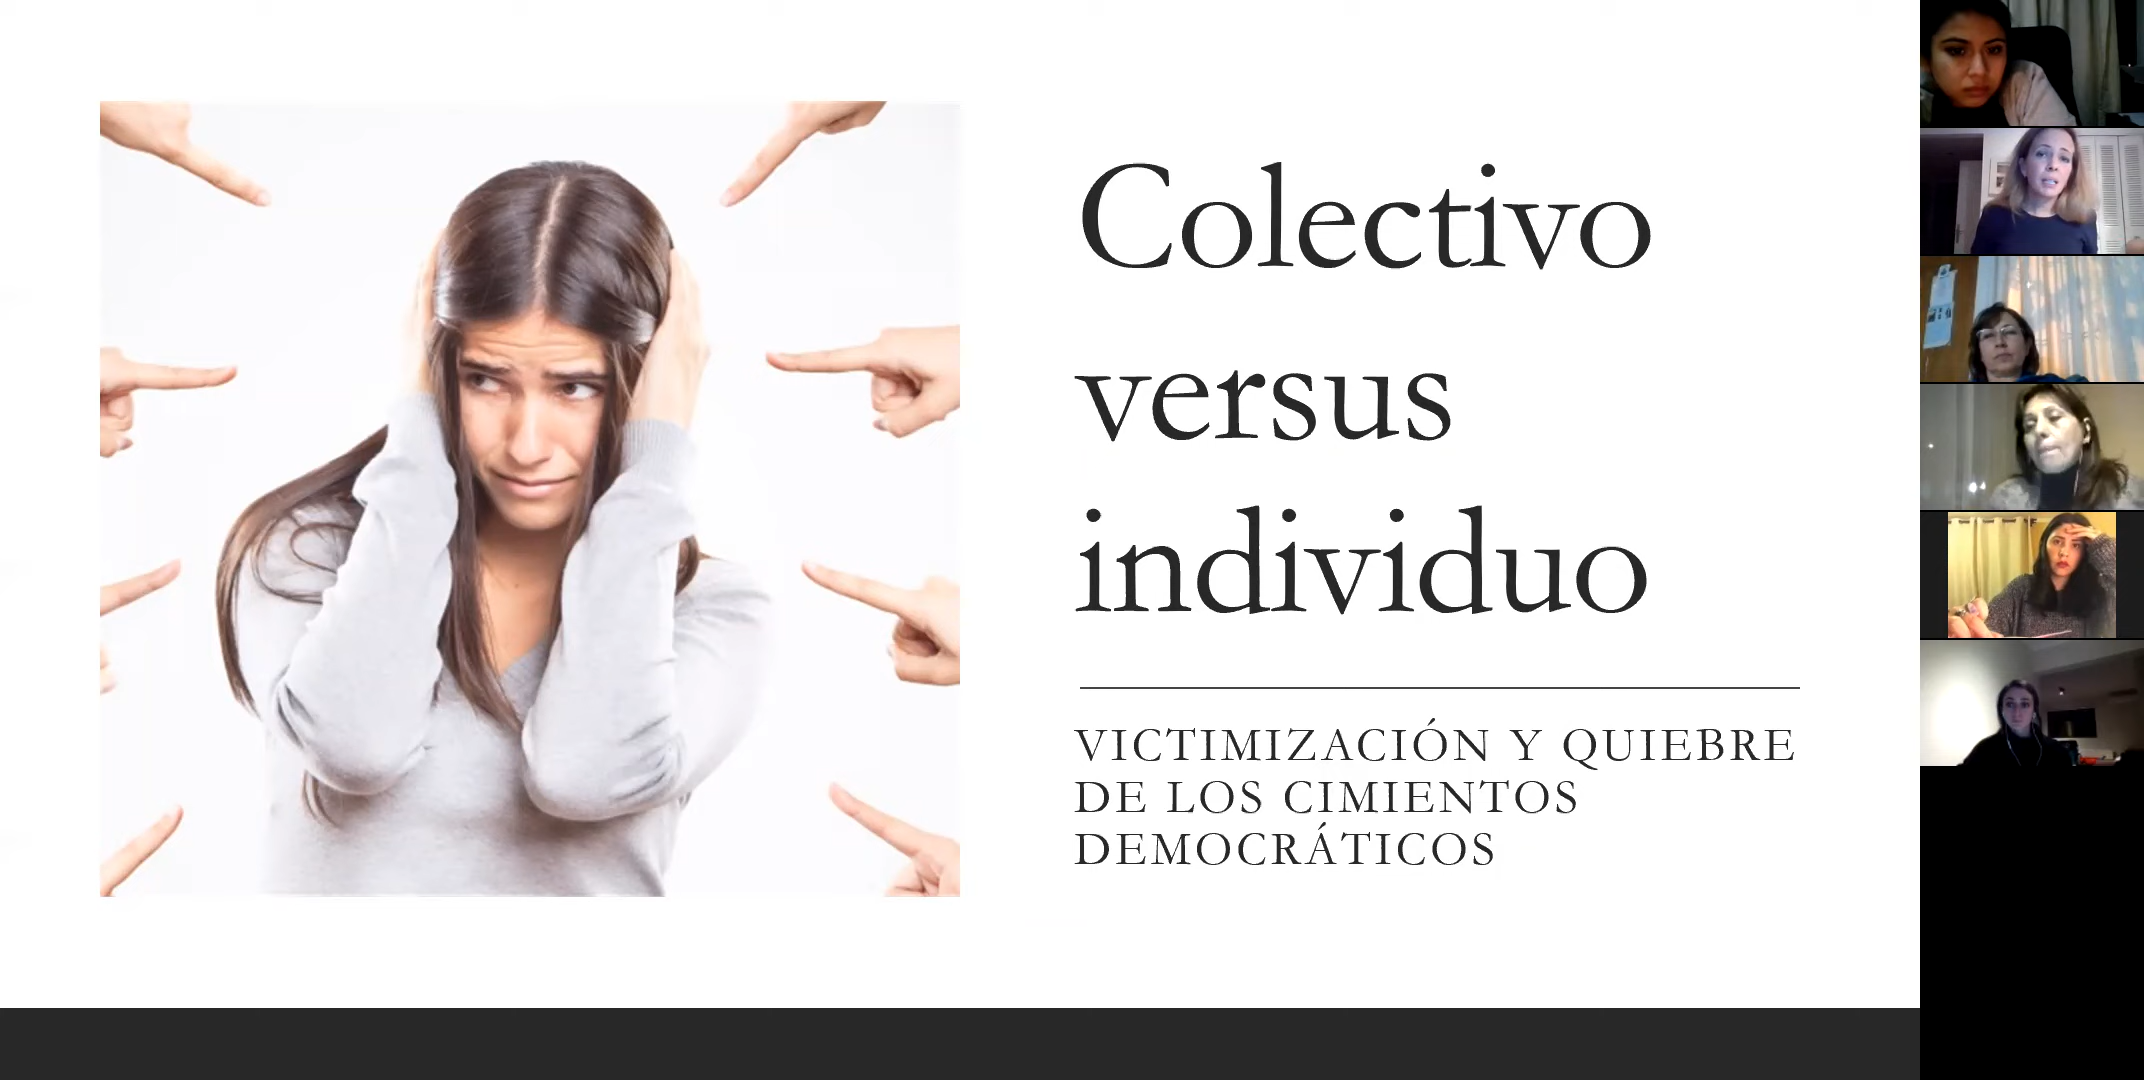 Colectivo
versus
individuo
VICTIMIZACIÓN Y QUIEBRE
DE LOS CIMIENTOS
DEMOCRÁTICOS